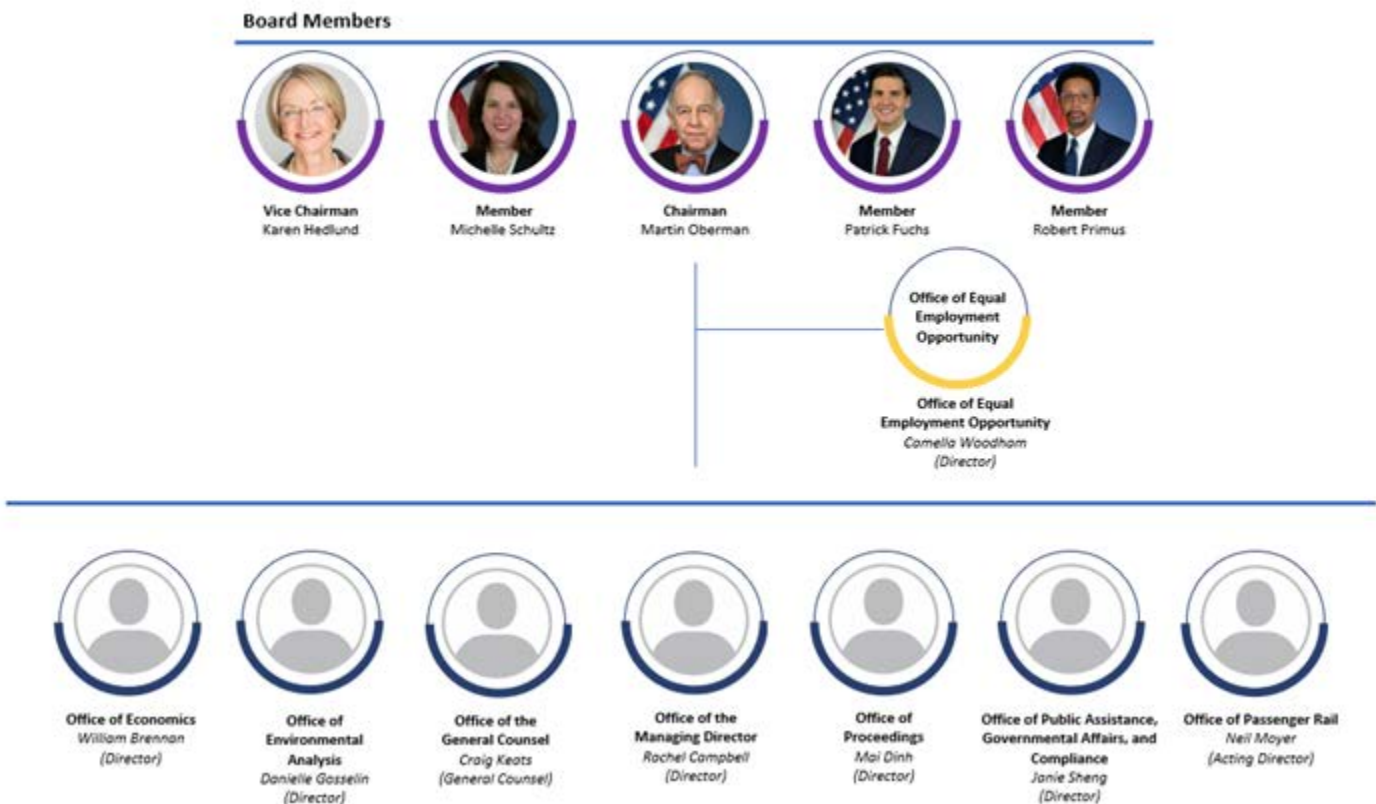 Board Members
Vice Chairman
Karen Hedlund
Member
Michelle Schultz
Chairman
Martin Oberman
Member
Patrick Fuchs
Member
Robert Primus
Office of Equal
Employment
Opportunity
Office of Equal
Employment Opportunity
Camella Woodham
(Director)
Office of Economics
William Brennan
(Director)
Office of
Environmental
Analysis
Danielle Gosselin
(Director)
Office of the
General Counsel
Craig Keats
(General Counsel)
Office of the
Managing Director
Rachel Campbell
(Director)
Office of
Proceedings
Mai Dinh
(Director)
Office of Public Assistance,
Governmental Affairs, and
Compliance
Janie Sheng
(Director)
Office of Passenger Rail
Neil Moyer
(Acting Director)